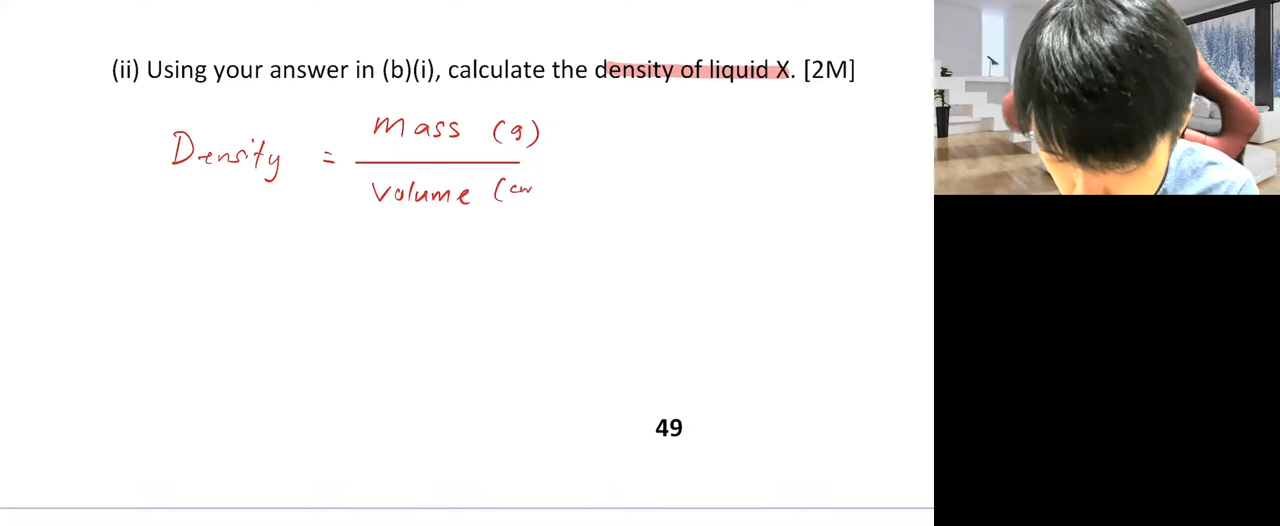 (ii) Using your answer in (b)(i), calculate the density of liquid X. [2M]
Density = mass (g)
volume (cm
49